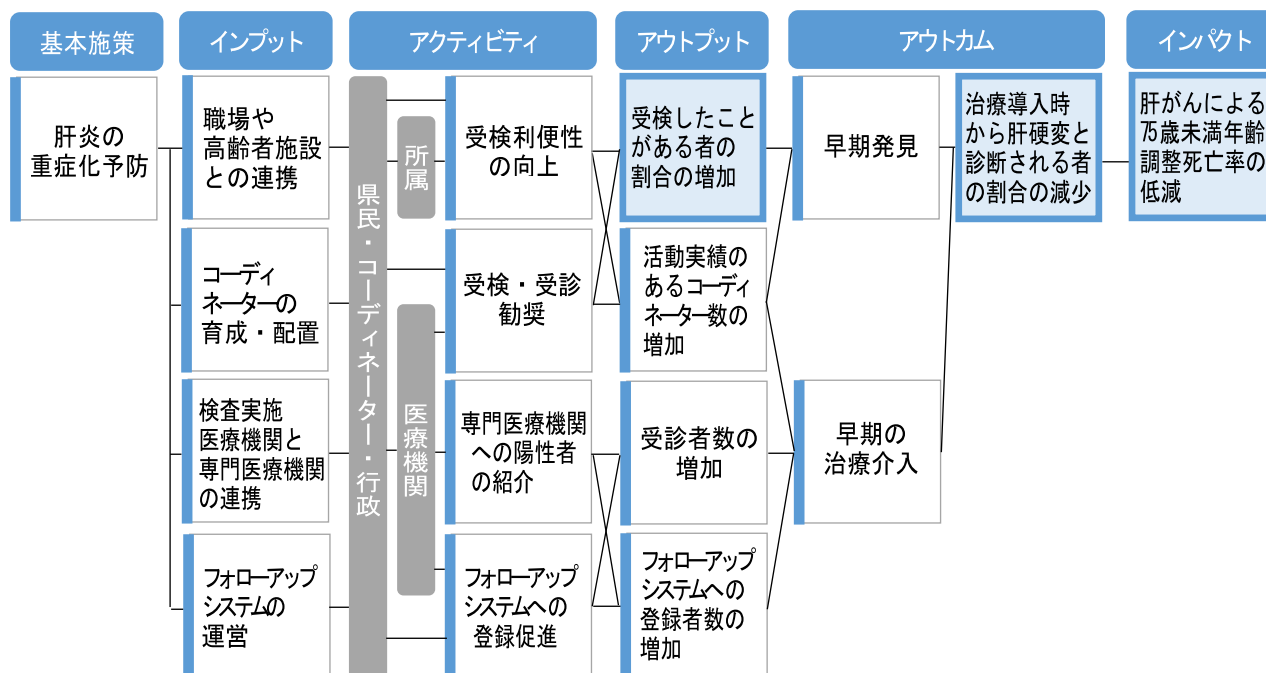 基本施策
インプット
アクティビティ
アウトプット
アウトカム
インパクト
肝炎の
重症化予防
職場や
高齢者施設
との連携
コーディ
ネーターの
育成・配置
検査実施
医療機関と
専門医療機関
の連携
フォローアップ
システムの
運営
県民・コーディネーター・行政
所属
医療機関
受検利便性
の向上
受検・受診
勧奨
専門医療機関
への陽性者
の紹介
フォローアップ
システムへの
登録促進
受検したこと
がある者の
割合の増加
活動実績の
あるコーディ
ネーター数の
増加
受診者数の
増加
フォローアップ
システムへの
登録者数の
増加
早期発見
早期の
治療介入
治療導入時
から肝硬変と
診断される者
の割合の減少
肝がんによる
75歳未満年齢
調整死亡率の
低減